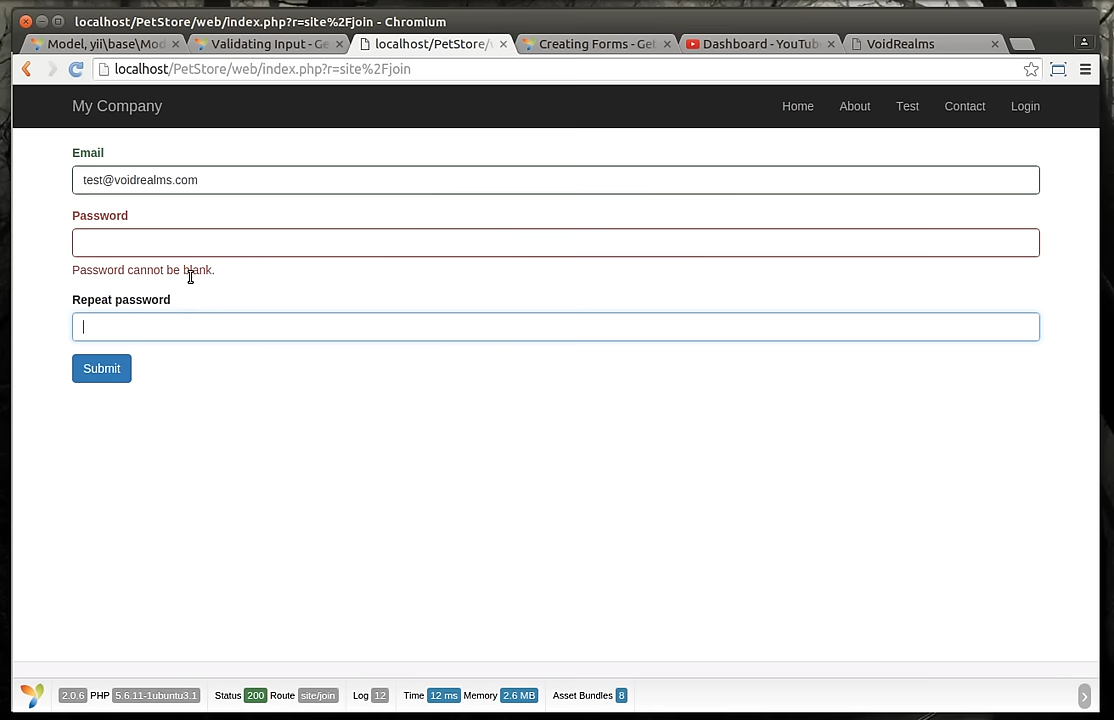 localhost/PetStore/web/index.php?r=site%2Fjoin - Chromium
Model, yii\base\Mod
Validating Input - Ge
localhost/PetStore/
Creating Forms - Ge
Dashboard - YouTub
VoidRealms
localhost/PetStore/web/index.php?r=site%2Fjoin
My Company Home About Test Contact Login
Email
test@voidrealms.com
Password
Password cannot be blank.
Repeat password
Submit
2.0.6 PHP 5.6.11-1ubuntu3.1 Status 200 Route site/join Log 12 Time 12 ms Memory 2.6 MB Asset Bundles 8